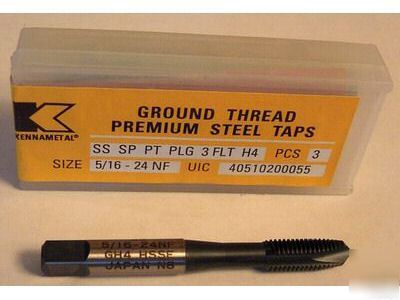 KENNAMETAL®
GROUND THREAD
PREMIUM STEEL TAPS
SS SP PT PLG 3 FLT H4 PCS 3
SIZE 5/16 - 24 NF UIC 40510200055
5/16-24NF
GH4 HSSE
JAPAN N8